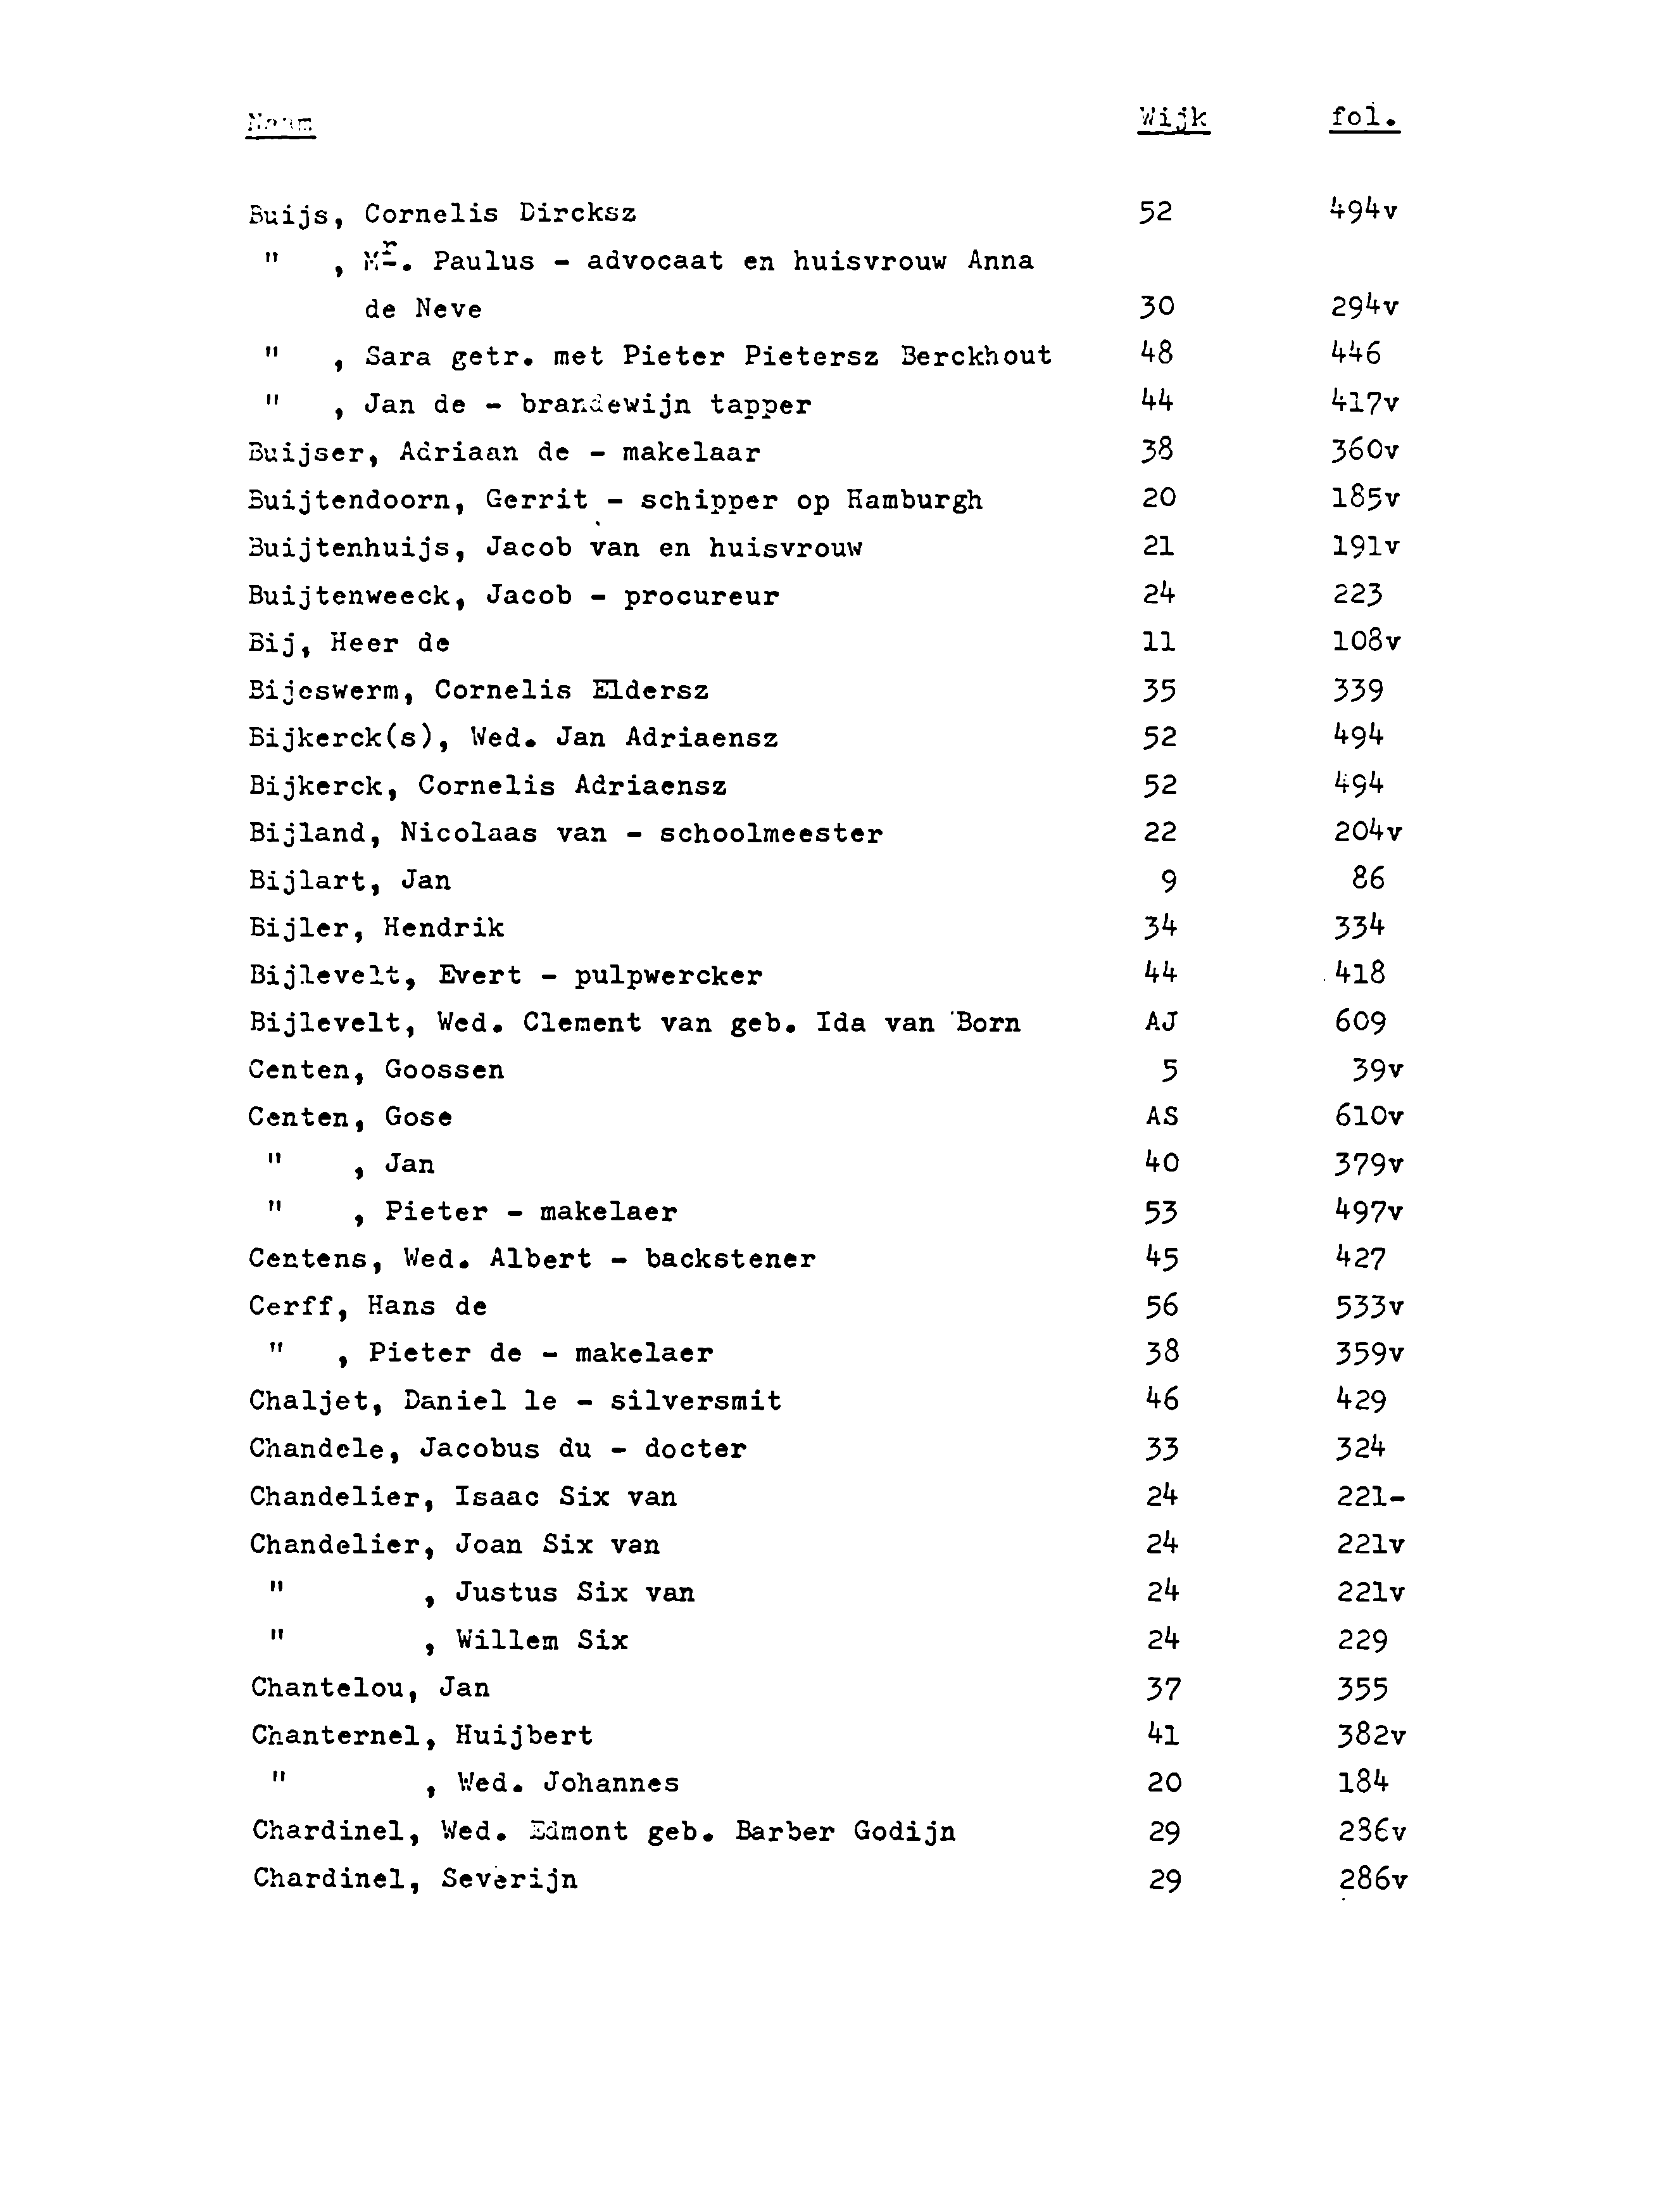 Naam Wijk fol.
Buijs, Cornelis Dircksz 52 494v
" , Mr. Paulus - advocaat en huisvrouw Anna
de Neve 30 294v
" , Sara getr. met Pieter Pietersz Berckhout 48 446
" , Jan de - brandewijn tapper 44 417v
Buijser, Adriaan de - makelaar 38 360v
Buijtendoorn, Gerrit - schipper op Hamburgh 20 185v
Buijtenhuijs, Jacob van en huisvrouw 21 191v
Buijtenweeck, Jacob - procureur 24 223
Bij, Heer de 11 108v
Bijeswerm, Cornelis Eldersz 35 339
Bijkerck(s), Wed. Jan Adriaensz 52 494
Bijkerck, Cornelis Adriaensz 52 494
Bijland, Nicolaas van - schoolmeester 22 204v
Bijlart, Jan 9 86
Bijler, Hendrik 34 334
Bijlevelt, Evert - pulpwercker 44 418
Bijlevelt, Wed. Clement van geb. Ida van Born AJ 609
Centen, Goossen 5 39v
Centen, Gose AS 610v
" , Jan 40 379v
" , Pieter - makelaer 53 497v
Centens, Wed. Albert - backstener 45 427
Cerff, Hans de 56 533v
" , Pieter de - makelaer 38 359v
Chaljet, Daniel le - silversmit 46 429
Chandele, Jacobus du - docter 33 324
Chandelier, Isaac Six van 24 221-
Chandelier, Joan Six van 24 221v
" , Justus Six van 24 221v
" , Willem Six 24 229
Chantelou, Jan 37 355
Chanternel, Huijbert 41 382v
" , Wed. Johannes 20 184
Chardinel, Wed. Edmont geb. Barber Godijn 29 286v
Chardinel, Severijn 29 286v